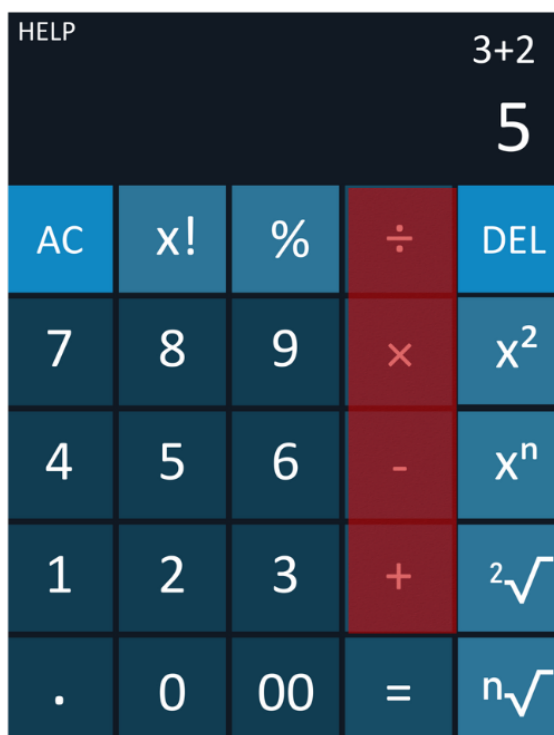 HELP
3+2
5
AC x! % ÷ DEL
7 8 9 × x²
4 5 6 - xⁿ
1 2 3 + ²√
. 0 00 = ⁿ√